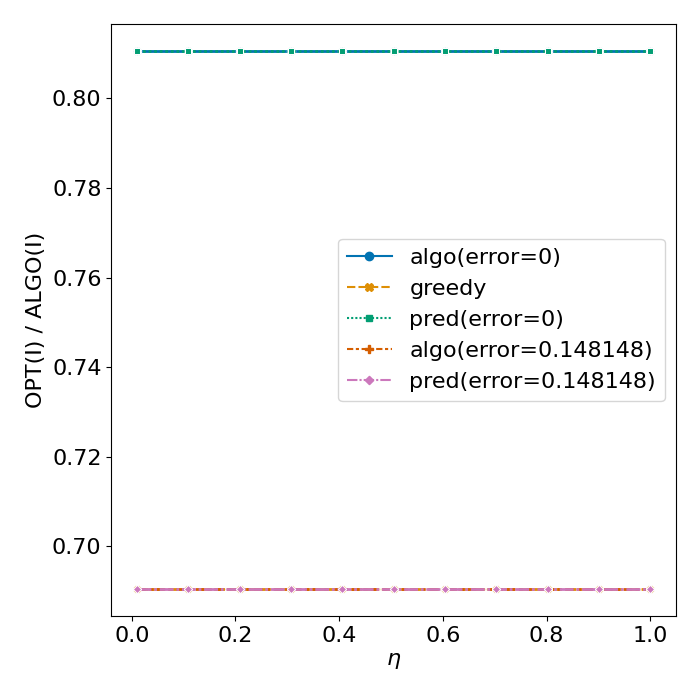 OPT(I) / ALGO(I)
0.80
0.78
0.76
0.74
0.72
0.70
algo(error=0)
greedy
pred(error=0)
algo(error=0.148148)
pred(error=0.148148)
0.0 0.2 0.4 0.6 0.8 1.0
η